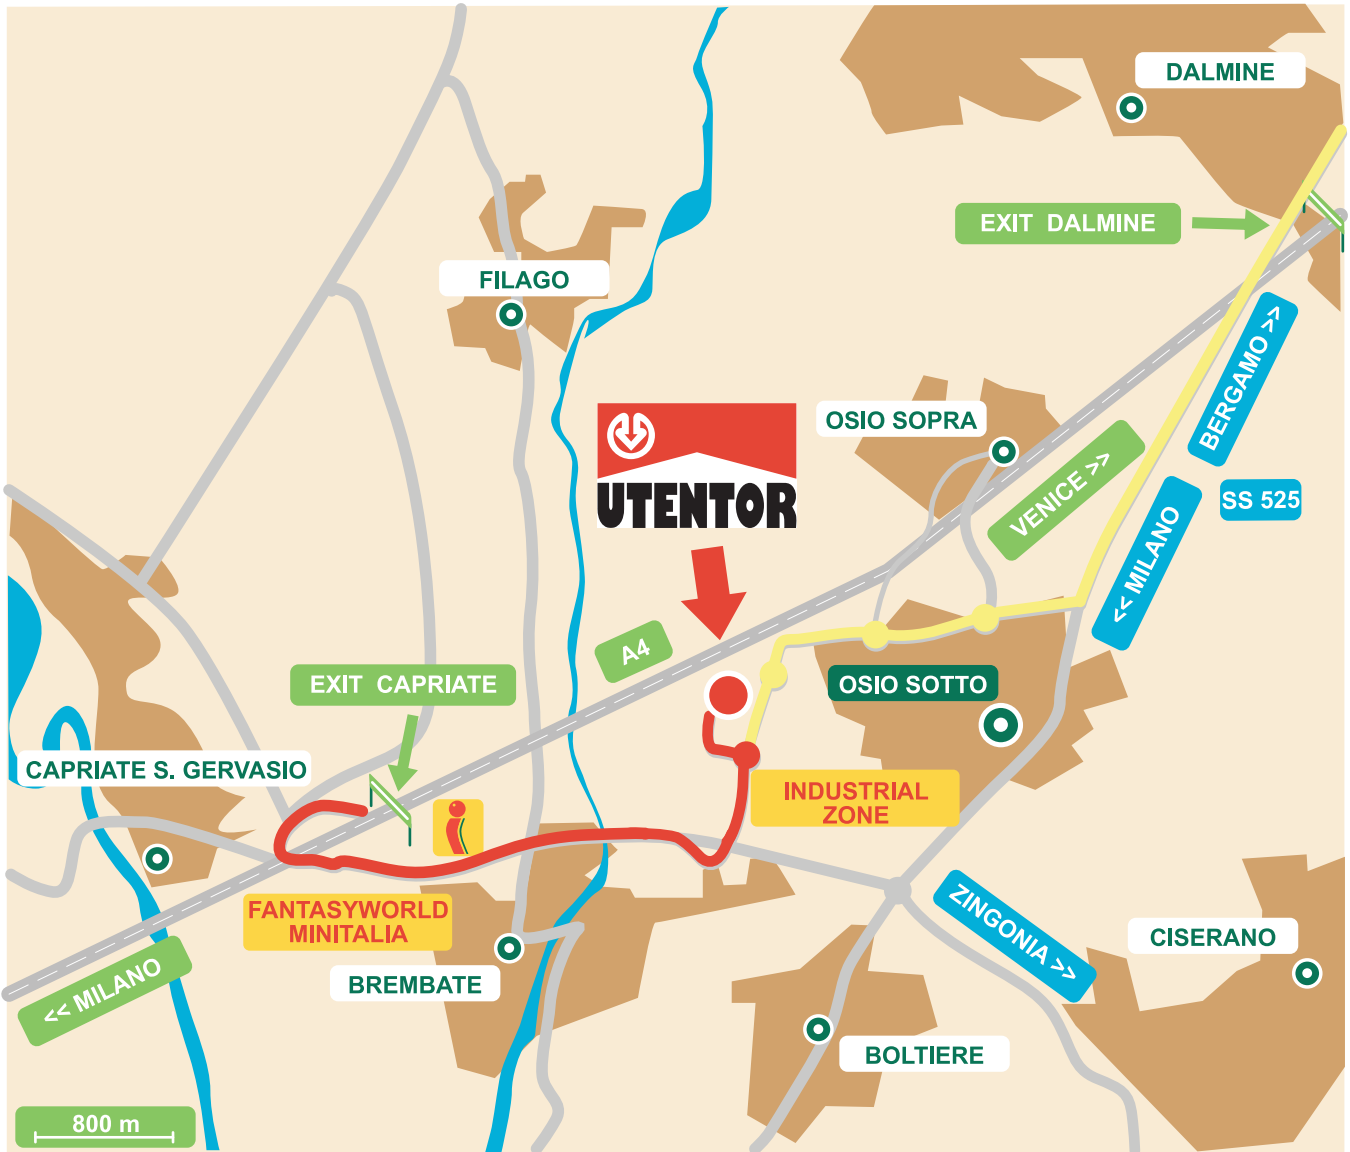 DALMINE
EXIT DALMINE
FILAGO
BERGAMO >>
OSIO SOPRA
VENICE >>
SS 525
UTENTOR
<< MILANO
A4
EXIT CAPRIATE
OSIO SOTTO
CAPRIATE S. GERVASIO
INDUSTRIAL
ZONE
FANTASYWORLD
MINITALIA
ZINGONIA >>
CISERANO
BREMBATE
<< MILANO
BOLTIERE
800 m